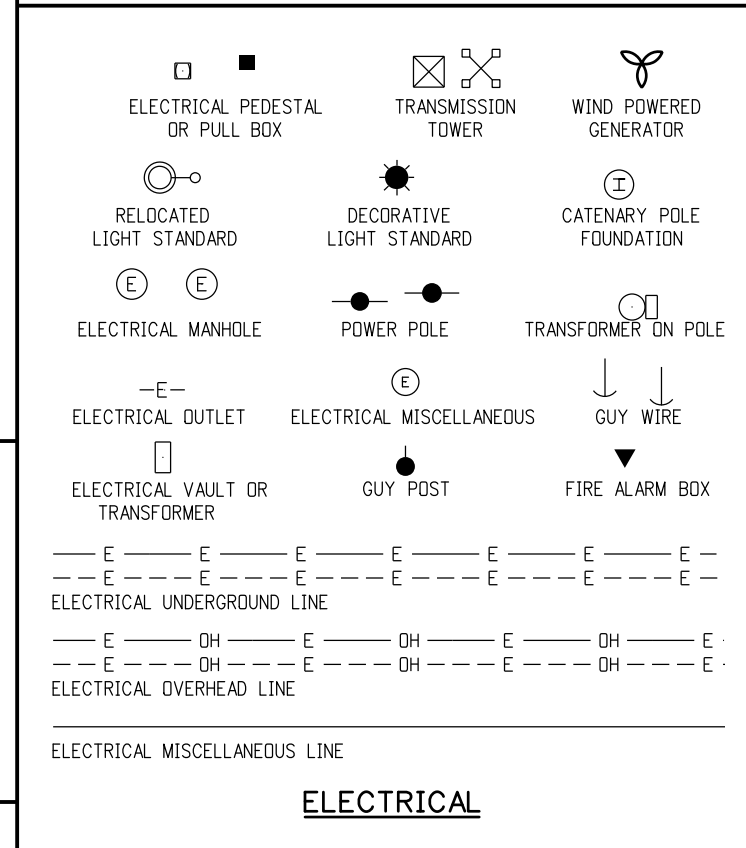 ELECTRICAL PEDESTAL
OR PULL BOX
TRANSMISSION
TOWER
WIND POWERED
GENERATOR
RELOCATED
LIGHT STANDARD
DECORATIVE
LIGHT STANDARD
I
CATENARY POLE
FOUNDATION
E E
ELECTRICAL MANHOLE
POWER POLE
TRANSFORMER ON POLE
E
ELECTRICAL OUTLET
E
ELECTRICAL MISCELLANEOUS
GUY WIRE
ELECTRICAL VAULT OR
TRANSFORMER
GUY POST
FIRE ALARM BOX
E E E E E E E
E E E E E E E
ELECTRICAL UNDERGROUND LINE
E OH E OH E OH E
E OH E OH E OH E
ELECTRICAL OVERHEAD LINE
ELECTRICAL MISCELLANEOUS LINE
ELECTRICAL